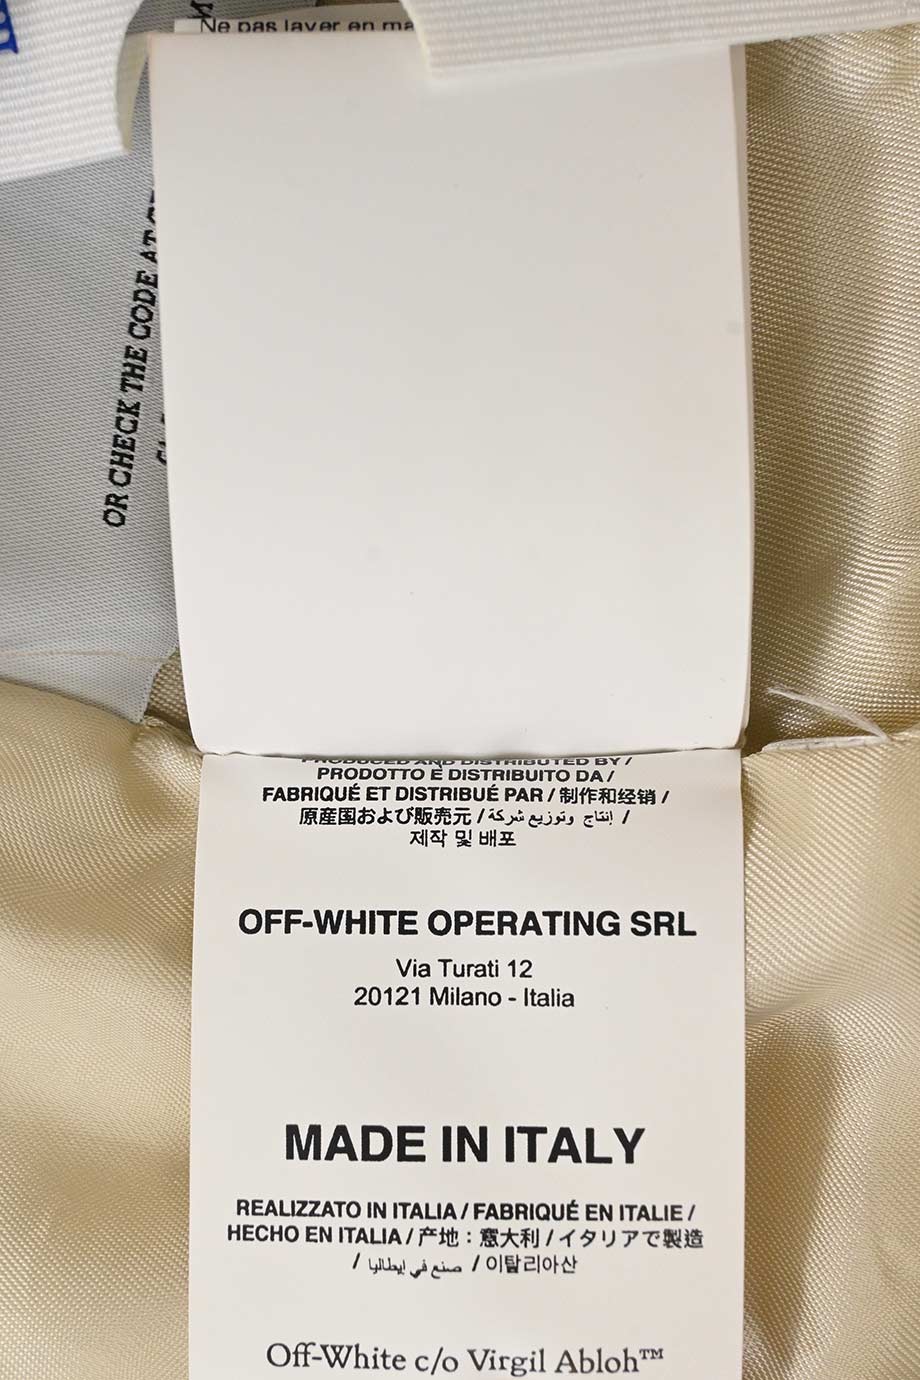 Ne pas laver en ma
OR CHECK THE CODE AT
PRODUCED AND DISTRIBUTED BY /
PRODOTTO E DISTRIBUITO DA /
FABRIQUÉ ET DISTRIBUÉ PAR / 制作和经销 /
原産国および販売元 / إنتاج وتوزيع شركة /
제작 및 배포
OFF-WHITE OPERATING SRL
Via Turati 12
20121 Milano - Italia
MADE IN ITALY
REALIZZATO IN ITALIA / FABRIQUÉ EN ITALIE /
HECHO EN ITALIA / 产地：意大利 / イタリアで製造
/ صنع في إيطاليا / 이탈리아산
Off-White c/o Virgil Abloh™